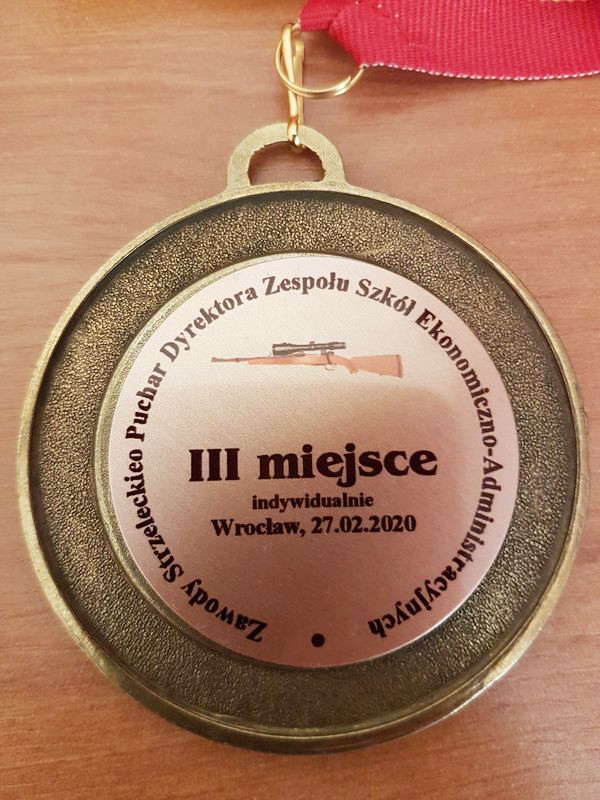 Zawody Strzeleckieo Puchar Dyrektora Zespołu Szkół Ekonomiczno-Administracyjnych
III miejsce
indywidualnie
Wrocław, 27.02.2020